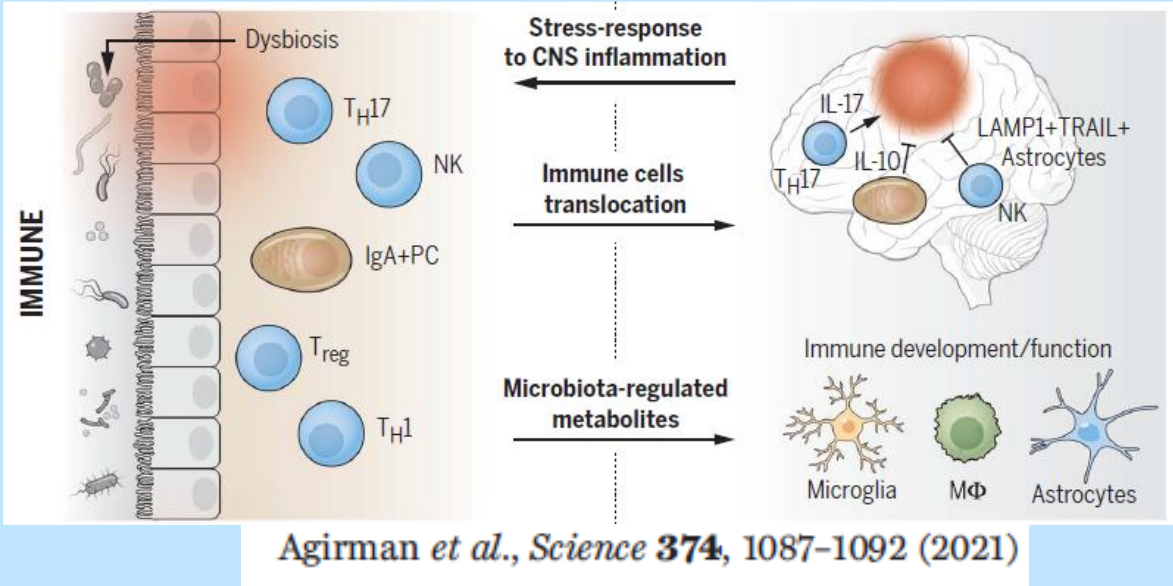 IMMUNE
Dysbiosis
TH17
NK
IgA+PC
Treg
TH1
Stress-response
to CNS inflammation
Immune cells
translocation
Microbiota-regulated
metabolites
IL-17
TH17
IL-10
LAMP1+TRAIL+
Astrocytes
NK
Immune development/function
Microglia
MΦ
Astrocytes
Agirman et al., Science 374, 1087–1092 (2021)